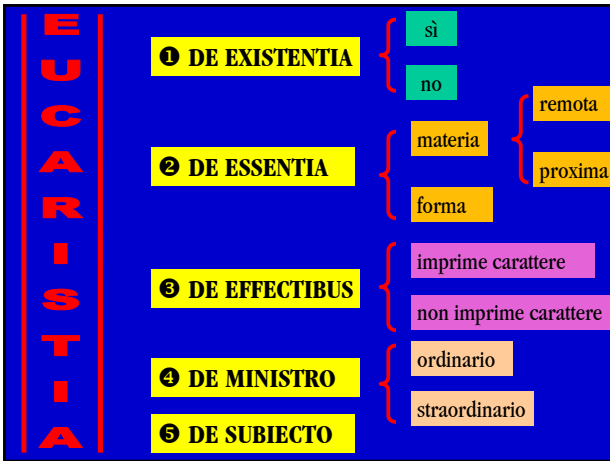 EUCARISTIA
❶ DE EXISTENTIA
sì
no
❷ DE ESSENTIA
materia
remota
proxima
forma
❸ DE EFFECTIBUS
imprime carattere
non imprime carattere
❹ DE MINISTRO
ordinario
straordinario
❺ DE SUBIECTO